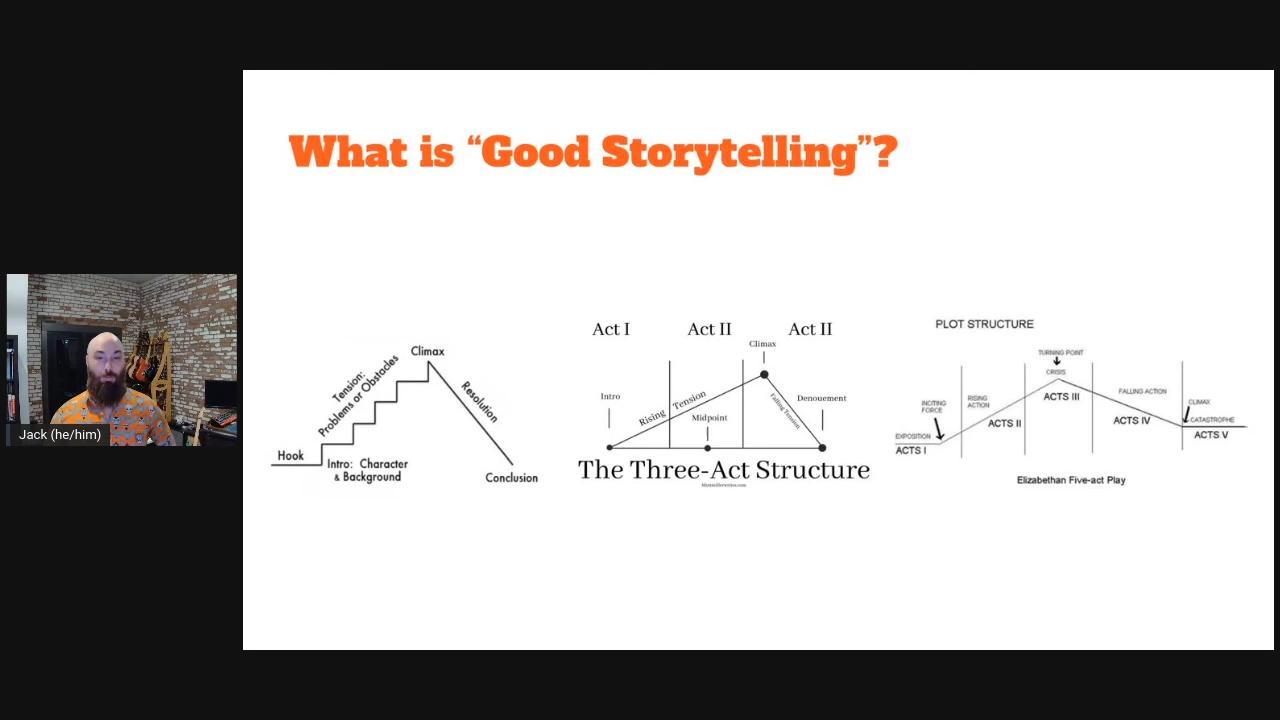 What is “Good Storytelling”?
Jack (he/him)
Climax
Tension:
Problems or Obstacles
Resolution
Hook
Intro: Character
& Background
Conclusion
Act I
Act II
Act II
Climax
Intro
Rising Tension
Midpoint
Falling Tension
Denouement
The Three-Act Structure
PLOT STRUCTURE
TURNING POINT
CRISIS
INCITING
FORCE
RISING
ACTION
ACTS III
FALLING ACTION
CLIMAX
EXPOSITION
ACTS I
ACTS II
ACTS IV
CATASTROPHE
ACTS V
Elizabethan Five-act Play